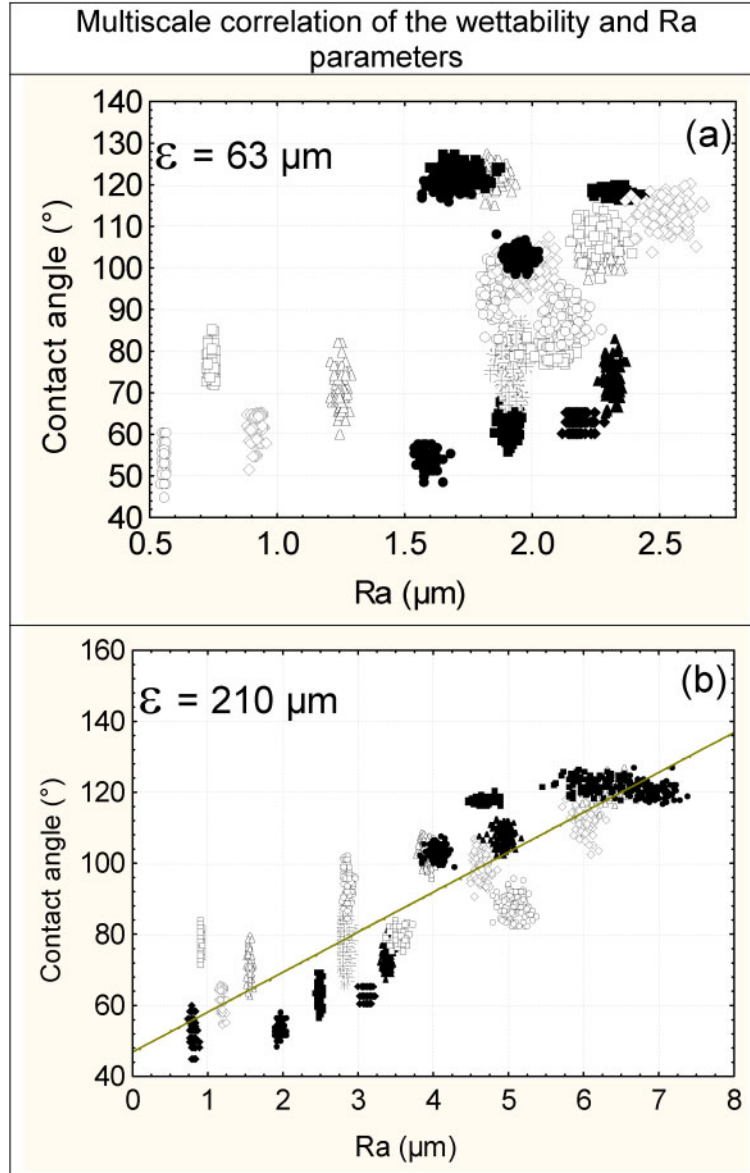 Multiscale correlation of the wettability and Ra
parameters
(a)
ε = 63 µm
Contact angle (°)
140
130
120
110
100
90
80
70
60
50
40
0.5 1.0 1.5 2.0 2.5
Ra (µm)
(b)
ε = 210 µm
Contact angle (°)
160
140
120
100
80
60
40
0 1 2 3 4 5 6 7 8
Ra (µm)